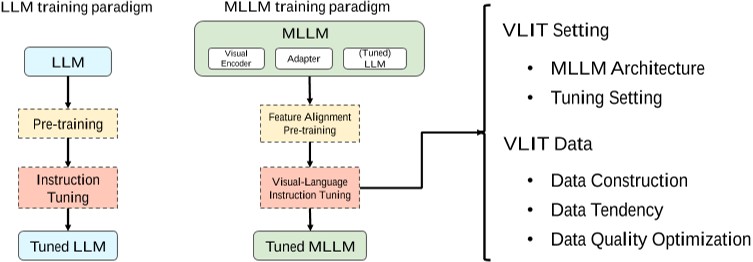 LLM training paradigm
LLM
Pre-training
Instruction
Tuning
Tuned LLM
MLLM training paradigm
MLLM
Visual
Encoder
Adapter
(Tuned)
LLM
Feature Alignment
Pre-training
Visual-Language
Instruction Tuning
Tuned MLLM
VLIT Setting
• MLLM Architecture
• Tuning Setting
VLIT Data
• Data Construction
• Data Tendency
• Data Quality Optimization